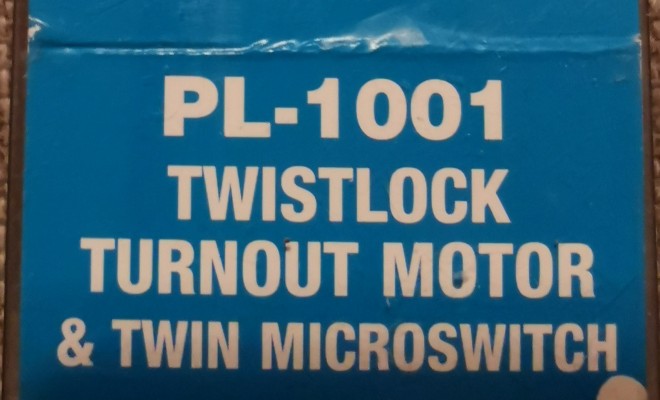 PL-1001
TWISTLOCK
TURNOUT MOTOR
& TWIN MICROSWITCH